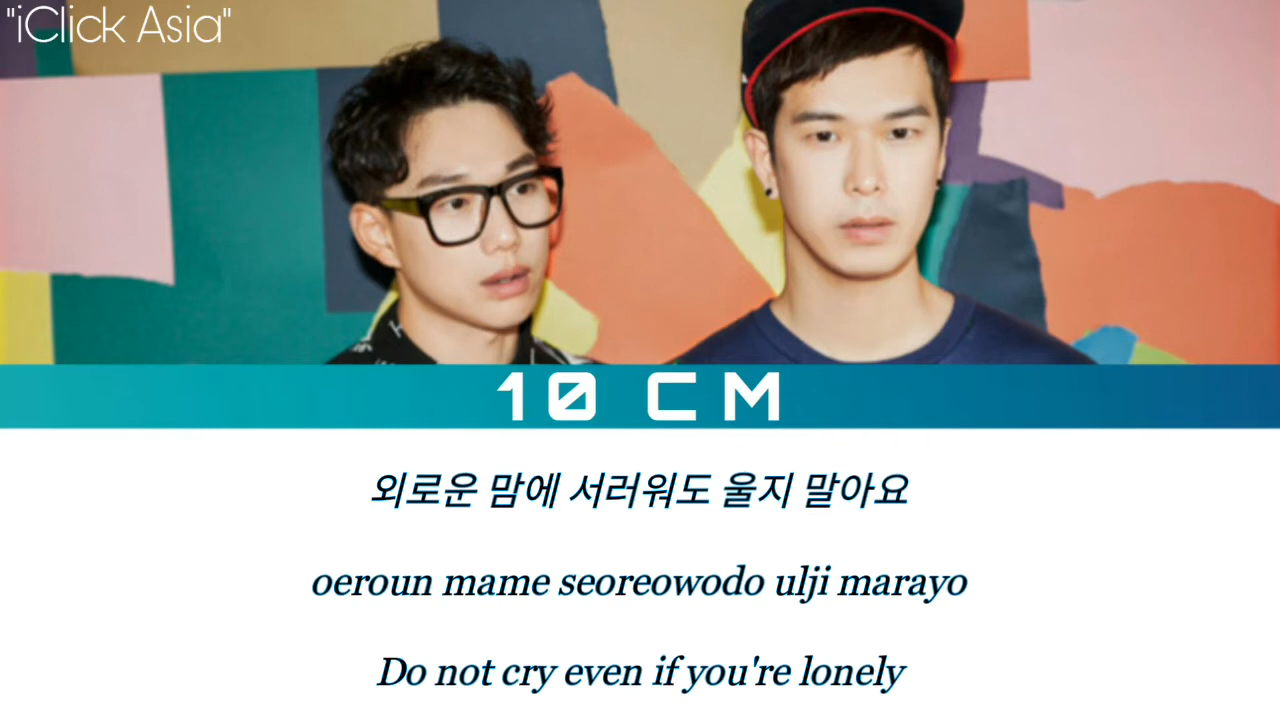 "iClick Asia"
10 CM
외로운 맘에 서러워도 울지 말아요
oeroun mame seoreowodo ulji marayo
Do not cry even if you're lonely